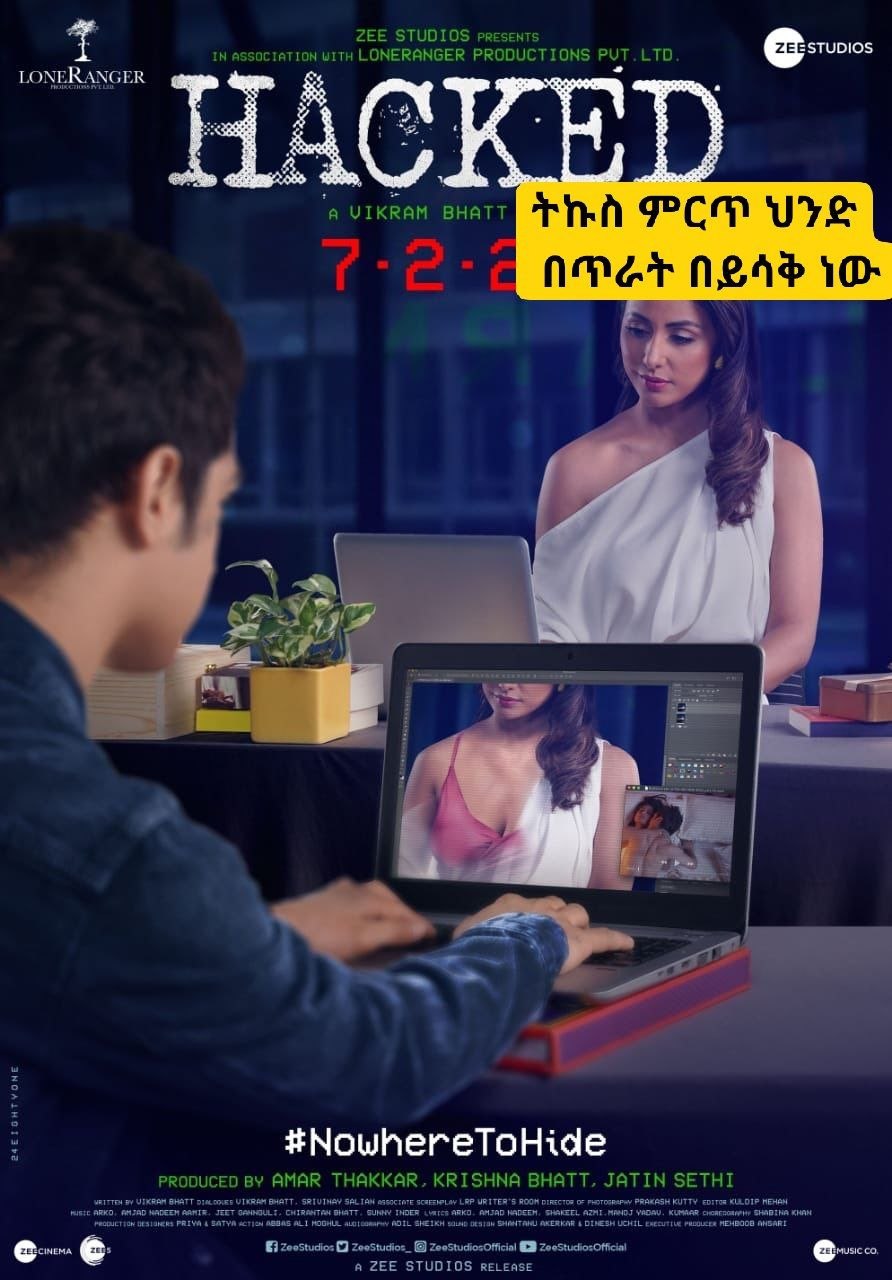 LONERANGER
PRODUCTIONS PVT. LTD.
ZEE STUDIOS PRESENTS
IN ASSOCIATION WITH LONERANGER PRODUCTIONS PVT. LTD.
ZEESTUDIOS
HACKED
A VIKRAM BHATT
7-2-2
ትኩስ ምርጥ ህንድ
በጥራት በይሳቅ ነው
24EIGHTYONE
#NowhereToHide
PRODUCED BY AMAR THAKKAR, KRISHNA BHATT, JATIN SETHI
WRITTEN BY VIKRAM BHATT DIALOGUES VIKRAM BHATT, SRIVINAY SALIAN ASSOCIATE SCREENPLAY LRP WRITER'S ROOM DIRECTOR OF PHOTOGRAPHY PRAKASH KUTTY EDITOR KULDIP MEHAN
MUSIC ARKO, AMJAD NADEEM AAMIR, JEET GANNGULI, CHIRANTAN BHATT, SUNNY INDER LYRICS ARKO, AMJAD NADEEM, SHAKEEL AZMI, MANOJ YADAV, KUMAAR CHOREOGRAPHY SHABINA KHAN
PRODUCTION DESIGNERS PRIYA & SATYA ACTION ABBAS ALI MOGHUL AUDIOGRAPHY ADIL SHEIKH SOUND DESIGN SHANTANU AKERKAR & DINESH UCHIL EXECUTIVE PRODUCER MEHBOOB ANSARI
ZEECINEMA ZEE5
ZeeStudios ZeeStudios_ ZeeStudiosOfficial ZeeStudiosOfficial
ZEEMUSIC CO.
A ZEE STUDIOS RELEASE